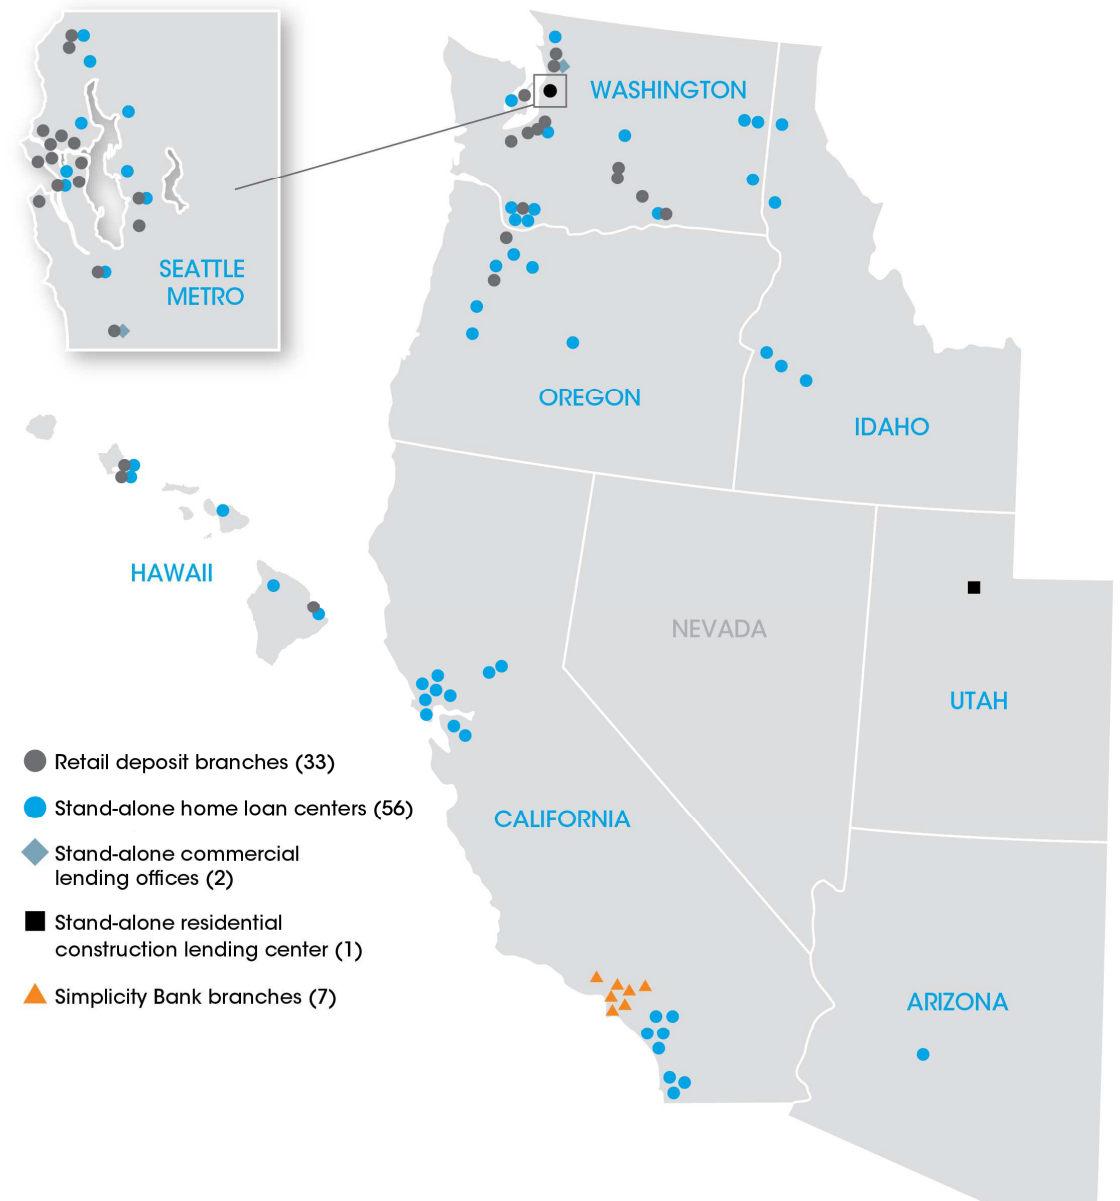 WASHINGTON
SEATTLE
METRO
OREGON
IDAHO
HAWAII
NEVADA
UTAH
Retail deposit branches (33)
Stand-alone home loan centers (56)
CALIFORNIA
Stand-alone commercial
lending offices (2)
Stand-alone residential
construction lending center (1)
Simplicity Bank branches (7)
ARIZONA